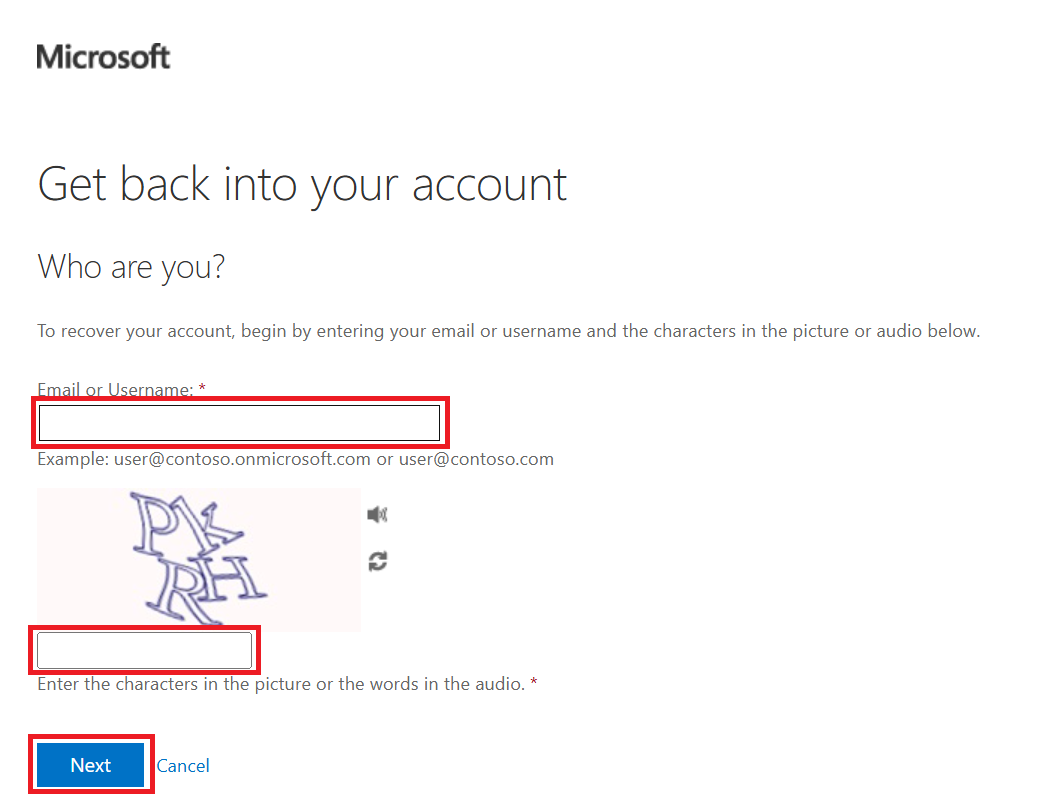 Microsoft
Get back into your account
Who are you?
To recover your account, begin by entering your email or username and the characters in the picture or audio below.
Email or Username: *
Example: user@contoso.onmicrosoft.com or user@contoso.com
Enter the characters in the picture or the words in the audio. *
Next Cancel